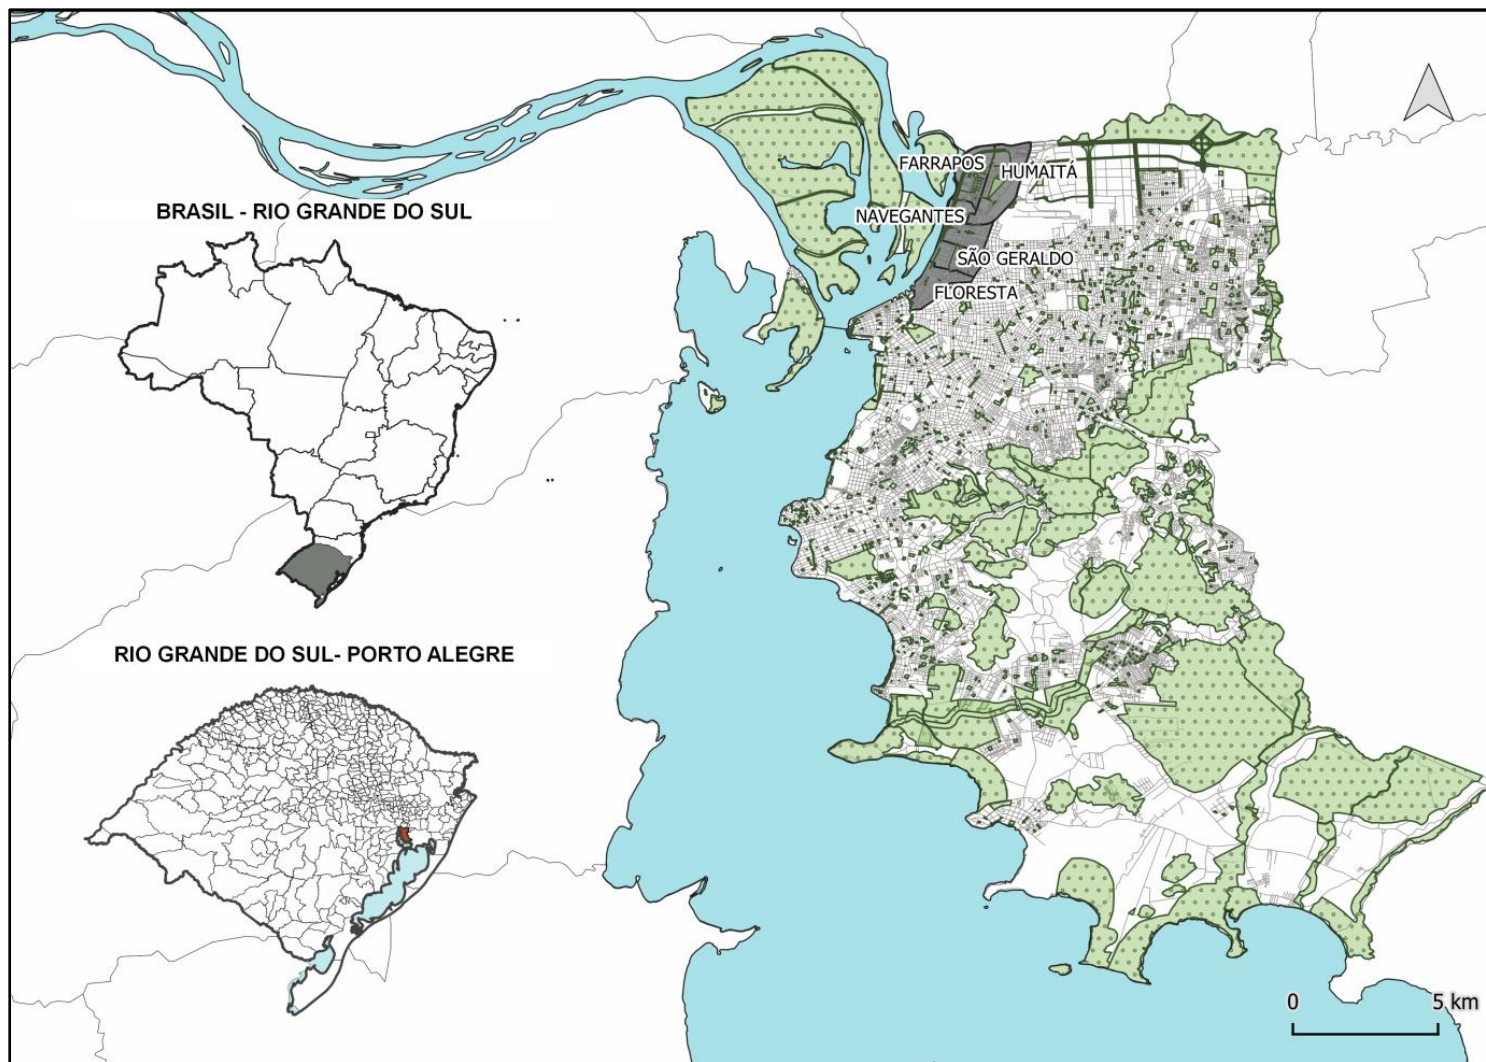 FARRAPOS
HUMAITÁ
BRASIL - RIO GRANDE DO SUL
NAVEGANTES
SÃO GERALDO
FLORESTA
RIO GRANDE DO SUL- PORTO ALEGRE
0 5 km